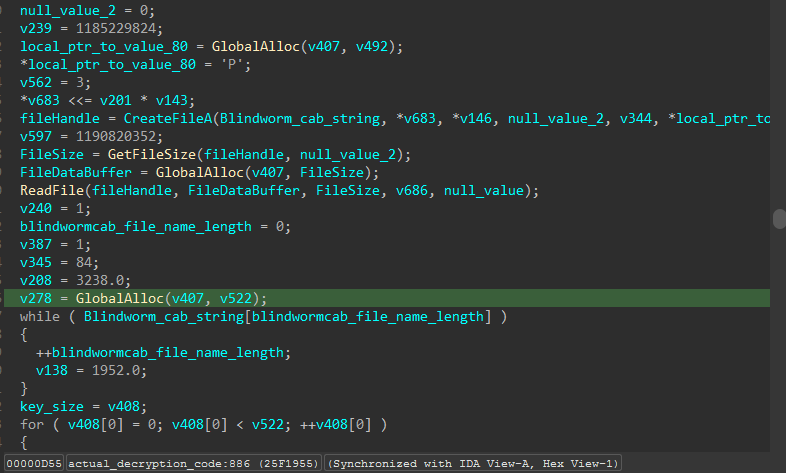 null_value_2 = 0;
v239 = 1185229824;
local_ptr_to_value_80 = GlobalAlloc(v407, v492);
*local_ptr_to_value_80 = 'P';
v562 = 3;
*v683 <<= v201 * v143;
fileHandle = CreateFileA(Blindworm_cab_string, *v683, *v146, null_value_2, v344, *local_ptr_to
v597 = 1190820352;
FileSize = GetFileSize(fileHandle, null_value_2);
FileDataBuffer = GlobalAlloc(v407, FileSize);
ReadFile(fileHandle, FileDataBuffer, FileSize, v686, null_value);
v240 = 1;
blindwormcab_file_name_length = 0;
v387 = 1;
v345 = 84;
v208 = 3238.0;
v278 = GlobalAlloc(v407, v522);
while ( Blindworm_cab_string[blindwormcab_file_name_length] )
{
++blindwormcab_file_name_length;
v138 = 1952.0;
}
key_size = v408;
for ( v408[0] = 0; v408[0] < v522; ++v408[0] )
{
00000D55 actual_decryption_code:886 (25F1955) (Synchronized with IDA View-A, Hex View-1)